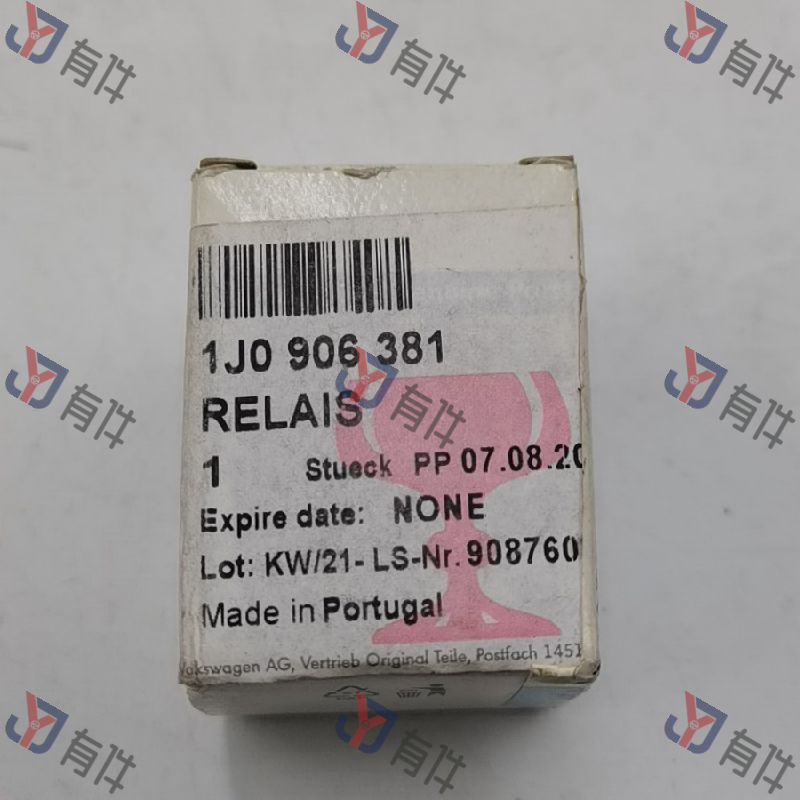 有件
有件
有件
1J0 906 381
RELAIS
有件
有件
有件
1 Stueck PP 07.08.20
Expire date: NONE
Lot: KW/21- LS-Nr. 908760
Made in Portugal
Volkswagen AG, Vertrieb Original Teile, Postfach 1451
有件
有件
有件